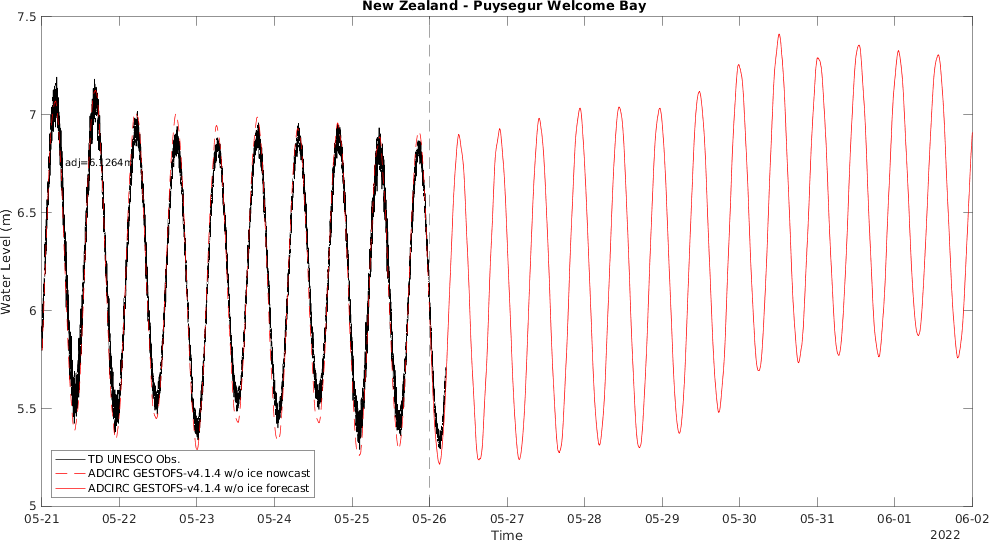 New Zealand - Puysegur Welcome Bay
7.5
7
6.5
6
5.5
5
Water Level (m)
adj=6.1264m
TD UNESCO Obs.
ADCIRC GESTOFS-v4.1.4 w/o ice nowcast
ADCIRC GESTOFS-v4.1.4 w/o ice forecast
05-21 05-22 05-23 05-24 05-25 05-26 05-27 05-28 05-29 05-30 05-31 06-01 06-02
Time
2022